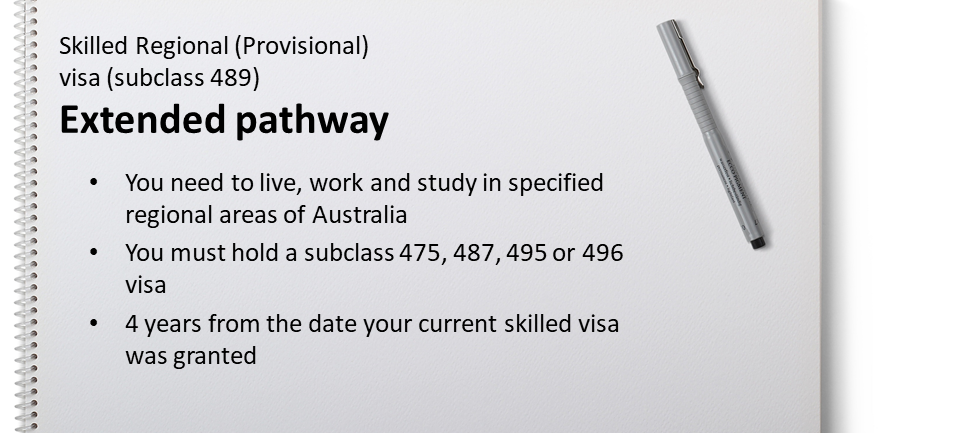 Skilled Regional (Provisional)
visa (subclass 489)
Extended pathway
• You need to live, work and study in specified
regional areas of Australia
• You must hold a subclass 475, 487, 495 or 496
visa
• 4 years from the date your current skilled visa
was granted